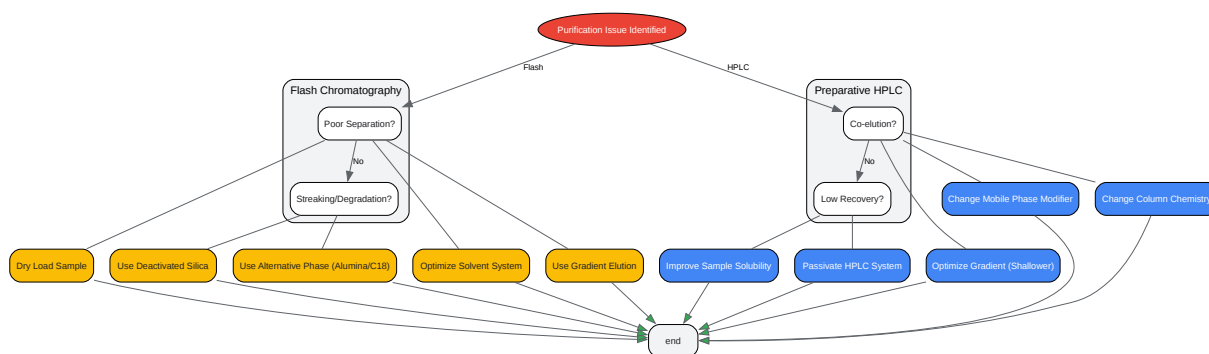 Purification Issue Identified
Flash
HPLC
Flash Chromatography
Preparative HPLC
Poor Separation?
Co-elution?
No
No
Streaking/Degradation?
Low Recovery?
Change Mobile Phase Modifier
Change Column Chemistry
Dry Load Sample
Use Deactivated Silica
Use Alternative Phase (Alumina/C18)
Optimize Solvent System
Use Gradient Elution
Improve Sample Solubility
Passivate HPLC System
Optimize Gradient (Shallower)
end